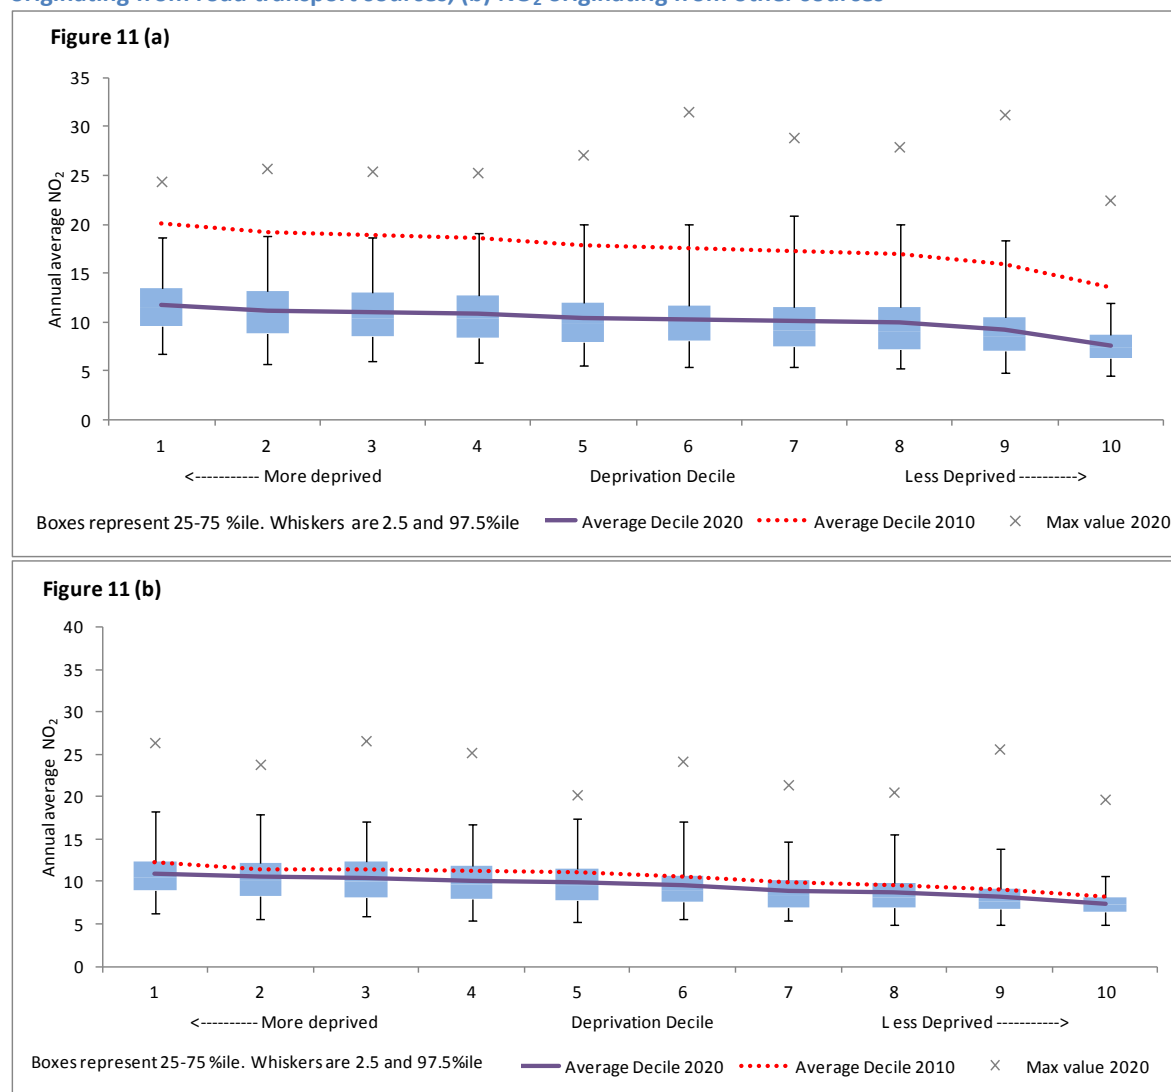 originating from road transport sources, (b) NO2 originating from other sources
Figure 11 (a)
Annual average NO2
35
30
25
20
15
10
5
0
1 2 3 4 5 6 7 8 9 10
<----------- More deprived Deprivation Decile Less Deprived ---------->
Boxes represent 25-75 %ile. Whiskers are 2.5 and 97.5%ile Average Decile 2020 Average Decile 2010 Max value 2020
Figure 11 (b)
Annual average NO2
40
35
30
25
20
15
10
5
0
1 2 3 4 5 6 7 8 9 10
<---------- More deprived Deprivation Decile Less Deprived ----------->
Boxes represent 25-75 %ile. Whiskers are 2.5 and 97.5%ile Average Decile 2020 Average Decile 2010 Max value 2020